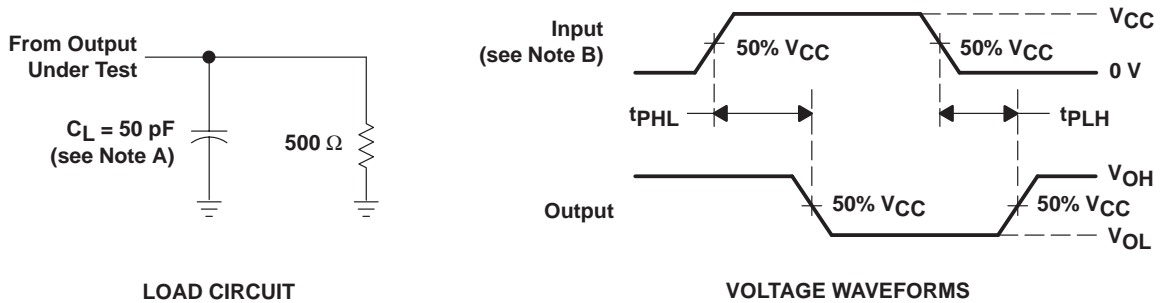 From Output
Under Test
CL = 50 pF
(see Note A)
500 Ω
LOAD CIRCUIT
Input
(see Note B)
50% VCC
50% VCC
VCC
0 V
tPHL
tPLH
Output
50% VCC
50% VCC
VOH
VOL
VOLTAGE WAVEFORMS